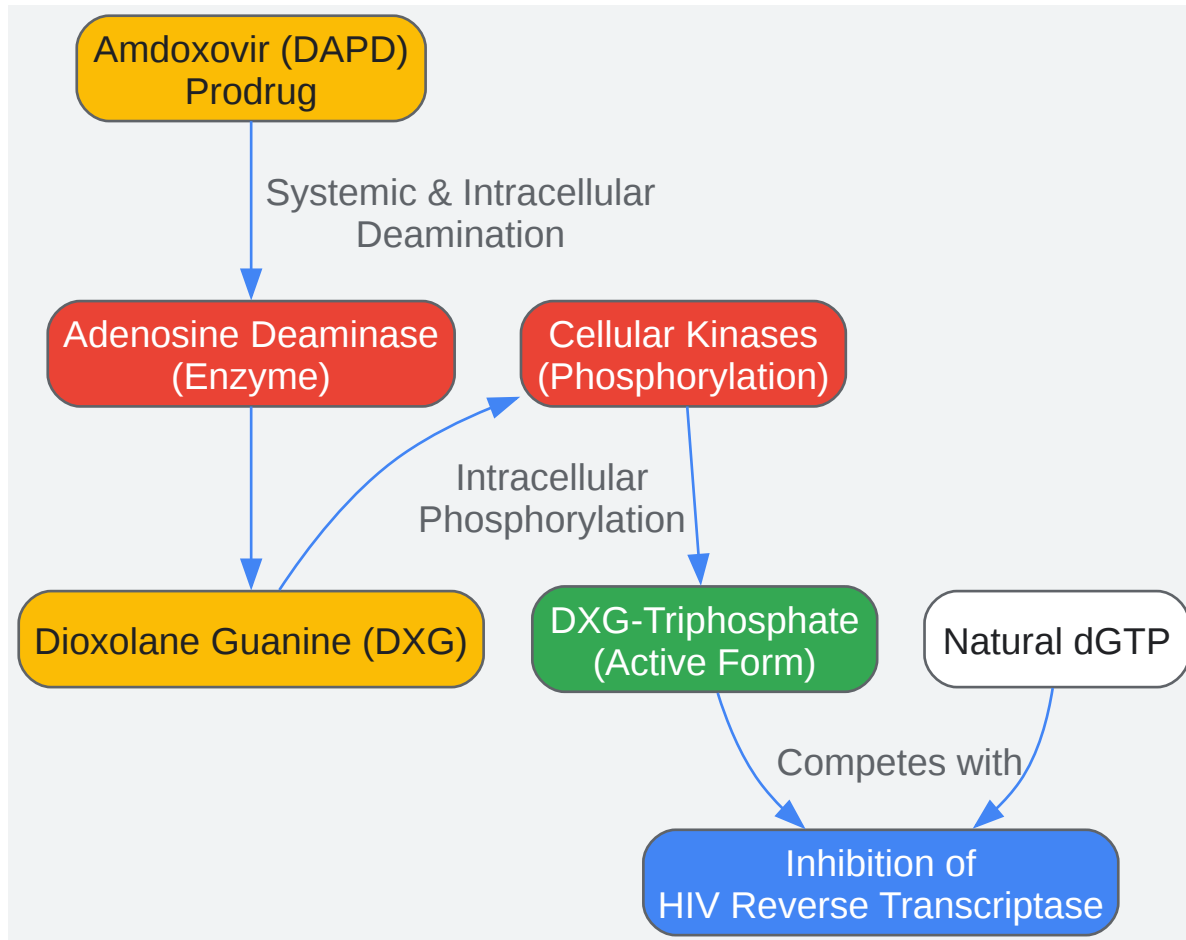 Amdoxovir (DAPD)
Prodrug
Systemic & Intracellular
Deamination
Adenosine Deaminase
(Enzyme)
Cellular Kinases
(Phosphorylation)
Intracellular
Phosphorylation
Dioxolane Guanine (DXG)
DXG-Triphosphate
(Active Form)
Natural dGTP
Competes with
Inhibition of
HIV Reverse Transcriptase